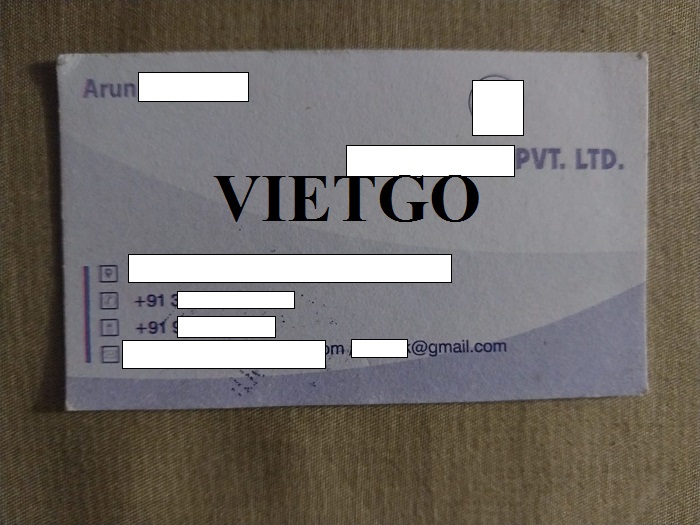 Arun
PVT. LTD.
VIETGO
+91 3
+91 9
om , k@gmail.com